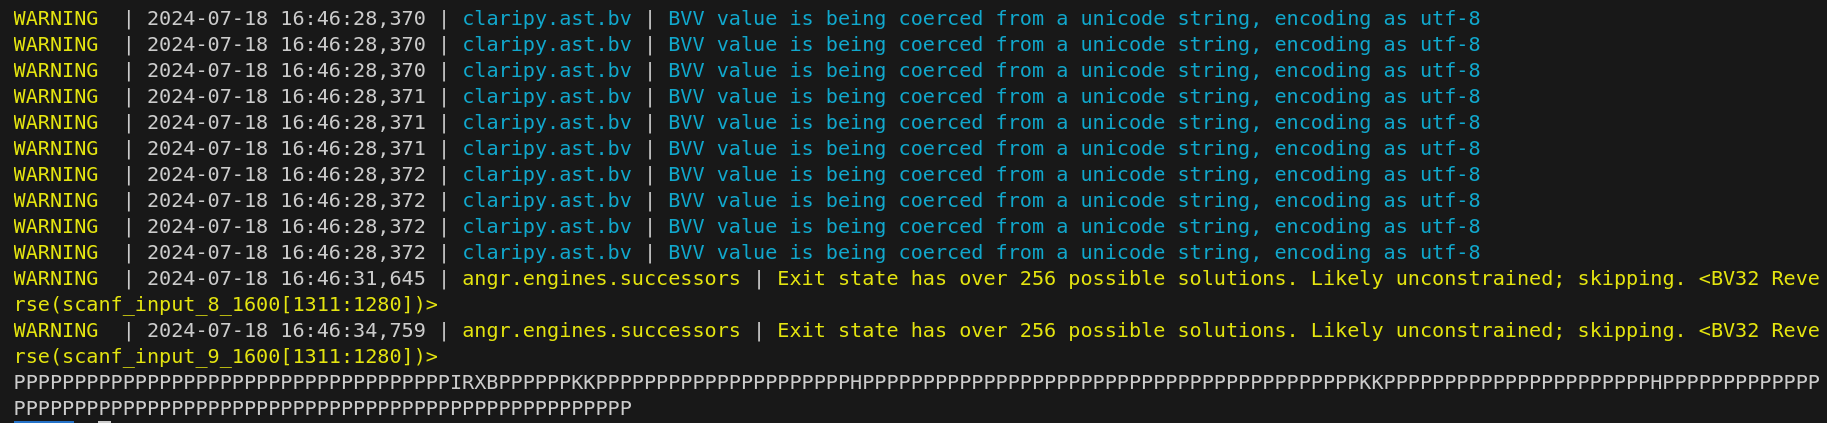 WARNING  | 2024-07-18 16:46:28,370 | claripy.ast.bv | BVV value is being coerced from a unicode string, encoding as utf-8
WARNING  | 2024-07-18 16:46:28,370 | claripy.ast.bv | BVV value is being coerced from a unicode string, encoding as utf-8
WARNING  | 2024-07-18 16:46:28,370 | claripy.ast.bv | BVV value is being coerced from a unicode string, encoding as utf-8
WARNING  | 2024-07-18 16:46:28,371 | claripy.ast.bv | BVV value is being coerced from a unicode string, encoding as utf-8
WARNING  | 2024-07-18 16:46:28,371 | claripy.ast.bv | BVV value is being coerced from a unicode string, encoding as utf-8
WARNING  | 2024-07-18 16:46:28,371 | claripy.ast.bv | BVV value is being coerced from a unicode string, encoding as utf-8
WARNING  | 2024-07-18 16:46:28,372 | claripy.ast.bv | BVV value is being coerced from a unicode string, encoding as utf-8
WARNING  | 2024-07-18 16:46:28,372 | claripy.ast.bv | BVV value is being coerced from a unicode string, encoding as utf-8
WARNING  | 2024-07-18 16:46:28,372 | claripy.ast.bv | BVV value is being coerced from a unicode string, encoding as utf-8
WARNING  | 2024-07-18 16:46:28,372 | claripy.ast.bv | BVV value is being coerced from a unicode string, encoding as utf-8
WARNING  | 2024-07-18 16:46:31,645 | angr.engines.successors | Exit state has over 256 possible solutions. Likely unconstrained; skipping. <BV32 Reve
rse(scanf_input_8_1600[1311:1280])>
WARNING  | 2024-07-18 16:46:34,759 | angr.engines.successors | Exit state has over 256 possible solutions. Likely unconstrained; skipping. <BV32 Reve
rse(scanf_input_9_1600[1311:1280])>
PPPPPPPPPPPPPPPPPPPPPPPPPPPPPPPPPPPPIRXBPPPPPPKKPPPPPPPPPPPPPPPPPPPPPHPPPPPPPPPPPPPPPPPPPPPPPPPPPPPPPPPPPPPPPPPKKPPPPPPPPPPPPPPPPPPPPPPHPPPPPPPPPPPPP
PPPPPPPPPPPPPPPPPPPPPPPPPPPPPPPPPPPPPPPPPPPPPPPPPPP